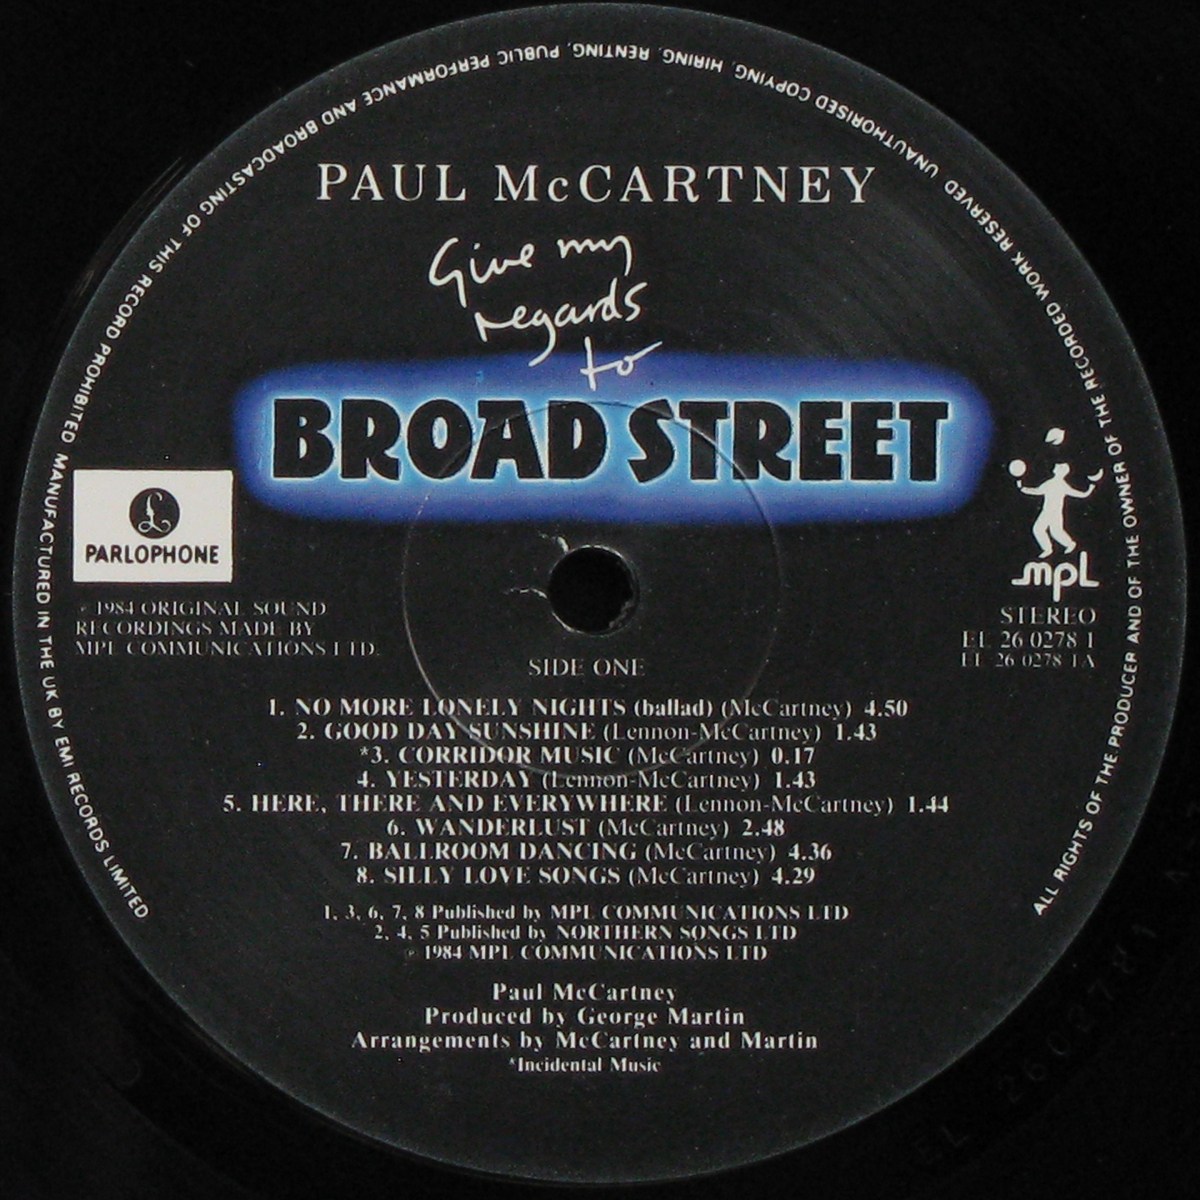 MANUFACTURED IN THE UK BY EMI RECORDS LIMITED
ALL RIGHTS OF THE PRODUCER AND OF THE OWNER OF THE RECORDED WORK RESERVED UNAUTHORISED COPYING, HIRING, RENTING, PUBLIC PERFORMANCE AND BROADCASTING OF THIS RECORD PROHIBITED
PAUL McCARTNEY
Give my
regards
to
BROAD STREET
£
PARLOPHONE
mpl
℗ 1984 ORIGINAL SOUND
RECORDINGS MADE BY
MPL COMMUNICATIONS LTD.
STEREO
EL 26 0278 1
EL 26 0278 1A
SIDE ONE
1. NO MORE LONELY NIGHTS (ballad) (McCartney) 4.50
2. GOOD DAY SUNSHINE (Lennon-McCartney) 1.43
*3. CORRIDOR MUSIC (McCartney) 0.17
4. YESTERDAY (Lennon-McCartney) 1.43
5. HERE, THERE AND EVERYWHERE (Lennon-McCartney) 1.44
6. WANDERLUST (McCartney) 2.48
7. BALLROOM DANCING (McCartney) 4.36
8. SILLY LOVE SONGS (McCartney) 4.29
1, 3, 6, 7, 8 Published by MPL COMMUNICATIONS LTD
2, 4, 5 Published by NORTHERN SONGS LTD
℗ 1984 MPL COMMUNICATIONS LTD
Paul McCartney
Produced by George Martin
Arrangements by McCartney and Martin
*Incidental Music